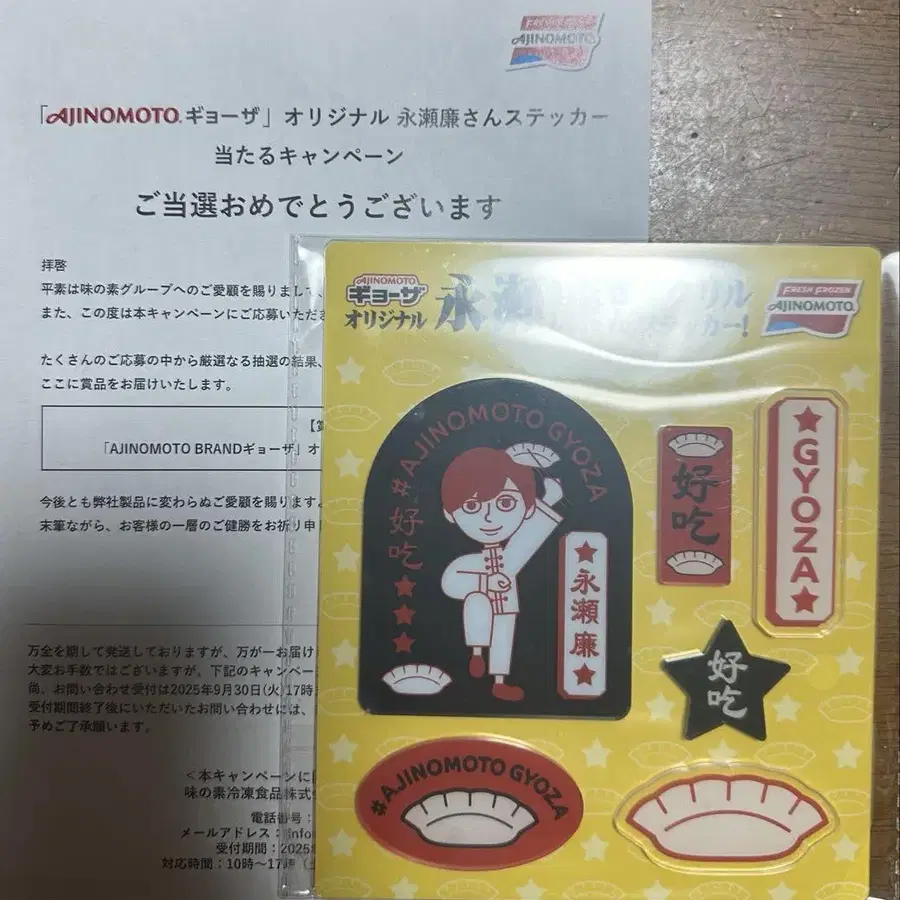 FRESH FROZEN
AJINOMOTO
「AJINOMOTO.ギョーザ」オリジナル 永瀬廉さんステッカー
当たるキャンペーン
ご当選おめでとうございます
拝啓
平素は味の素グループへのご愛顧を賜りまして、
また、この度は本キャンペーンにご応募いただき
たくさんのご応募の中から厳選なる抽選の結果、
ここに賞品をお届けいたします。
「AJINOMOTO BRANDギョーザ」オ
今後とも弊社製品に変わらぬご愛顧を賜ります
末筆ながら、お客様の一層のご健勝をお祈り申
万全を期して発送しておりますが、万が一お届け
大変お手数ではございますが、下記のキャンペー
尚、お問い合わせ受付は2025年9月30日(火)17時
受付期間終了後にいただいたお問い合わせには、
予めご了承願います。
＜本キャンペーンに
味の素冷凍食品株式
電話番号：
メールアドレス：info
受付期間：2025
対応時間：10時～17時
AJINOMOTO
ギョーザ
オリジナル
永瀬
ステッカー!
FRESH FROZEN
AJINOMOTO
#AJINOMOTO GYOZA
好吃
★★★
★永瀬廉★
好吃
★GYOZA★
好吃
#AJINOMOTO GYOZA